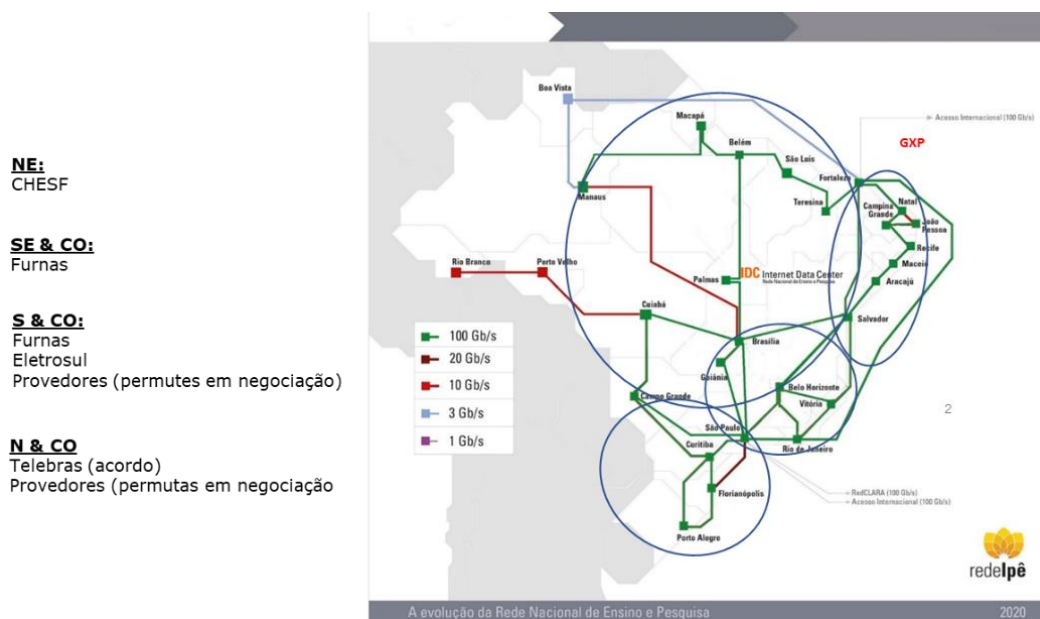 NE:
CHESF
SE & CO:
Furnas
S & CO:
Furnas
Eletrosul
Provedores (permutes em negociação)
N & CO
Telebras (acordo)
Provedores (permutas em negociação
Boa Vista
Macapá
Belém
São Luís
Manaus
Teresina
Fortaleza
Acesso Internacional (100 Gb/s)
GXP
Natal
Campina Grande
João Pessoa
Recife
Maceió
Aracajú
Rio Branco
Porto Velho
Palmas
IDC Internet Data Center
Rede Nacional de Ensino e Pesquisa
Cuiabá
Salvador
Brasília
Goiânia
Belo Horizonte
Vitória
Campo Grande
São Paulo
Rio de Janeiro
Curitiba
Florianópolis
Porto Alegre
100 Gb/s
20 Gb/s
10 Gb/s
3 Gb/s
1 Gb/s
2
RedCLARA (100 Gb/s)
Acesso Internacional (100 Gb/s)
redeIpê
A evolução da Rede Nacional de Ensino e Pesquisa
2020